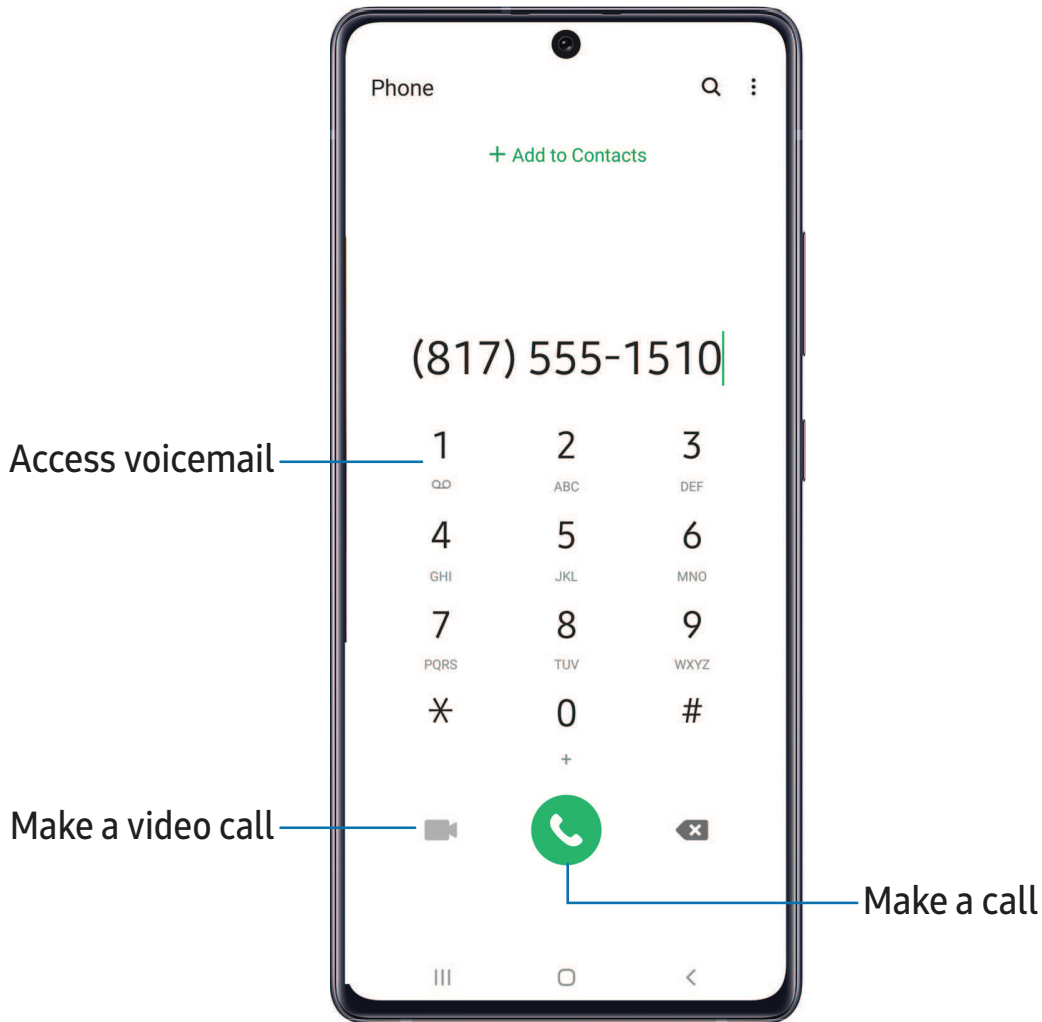 Phone
+ Add to Contacts
(817) 555-1510
Access voicemail
1 2 3
ABC DEF
4 5 6
GHI JKL MNO
7 8 9
PQRS TUV WXYZ
* 0 #
+
Make a video call
Make a call